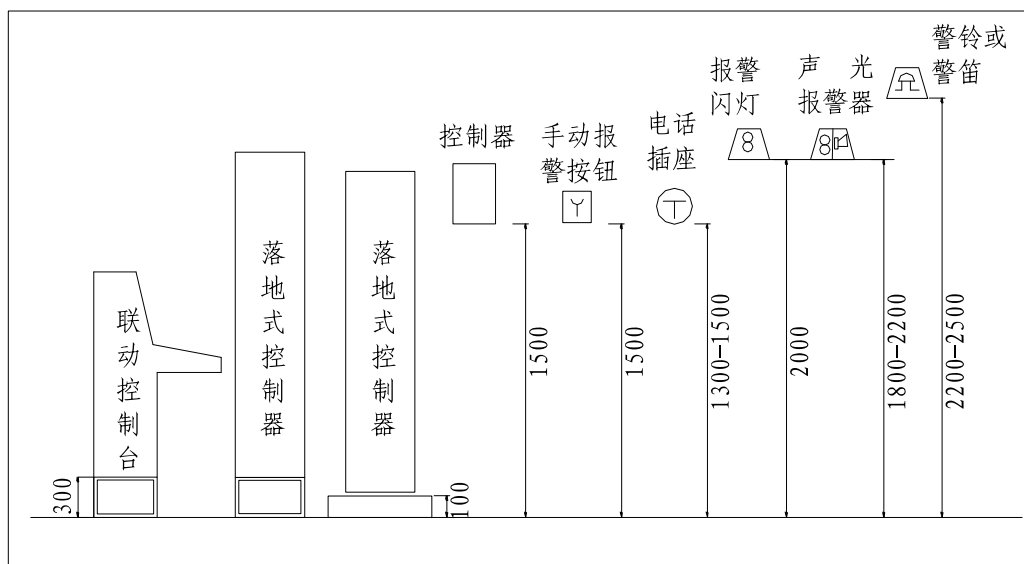 警铃或
警笛
报警
闪灯
声 光
报警器
控制器
手动报
警按钮
电话
插座
联动控制台
落地式控制器
落地式控制器
300
100
1500
1500
1300-1500
2000
1800-2200
2200-2500